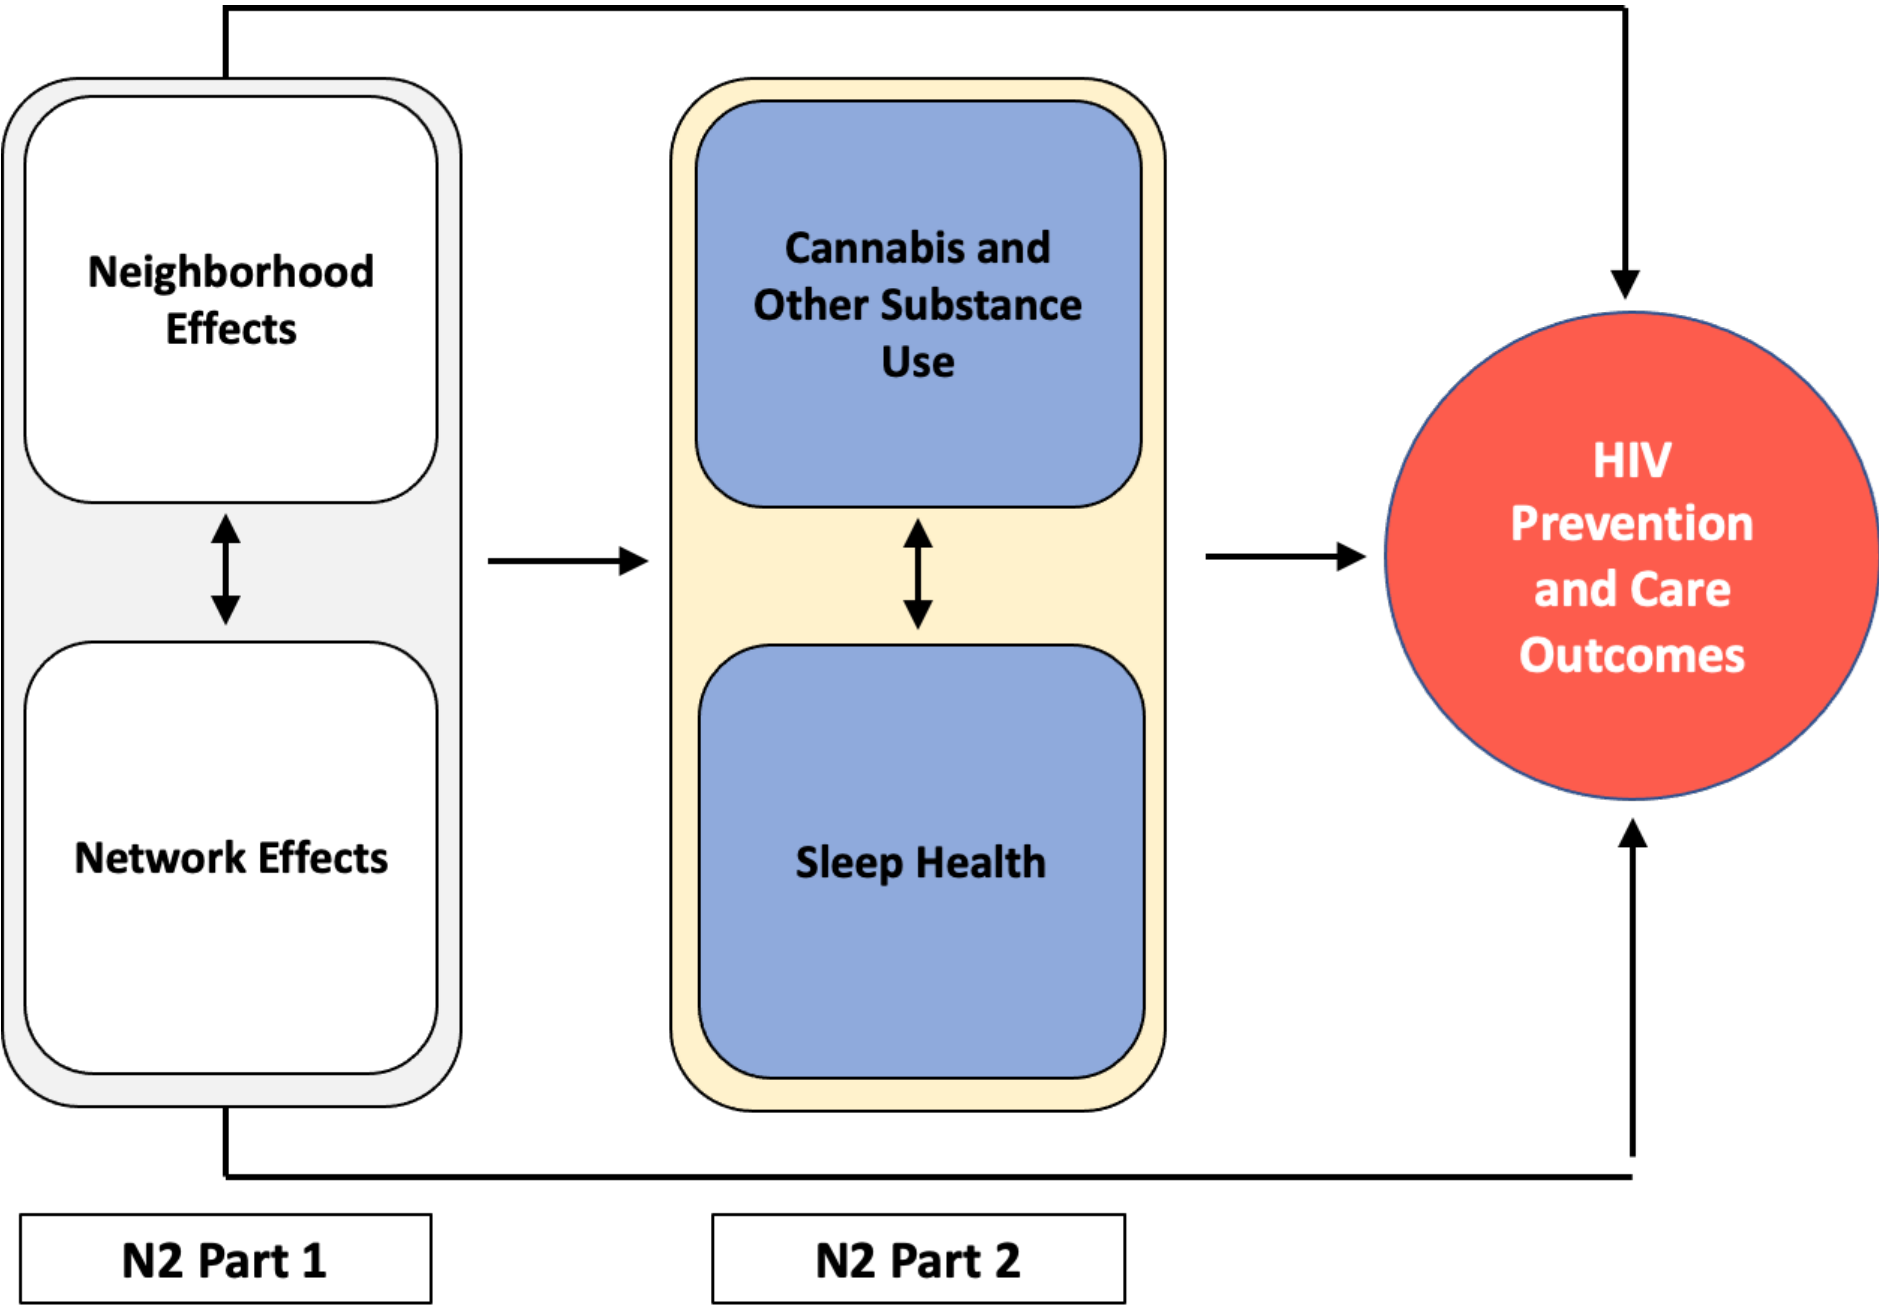 Neighborhood
Effects
Network Effects
Cannabis and
Other Substance
Use
Sleep Health
HIV
Prevention
and Care
Outcomes
N2 Part 1
N2 Part 2